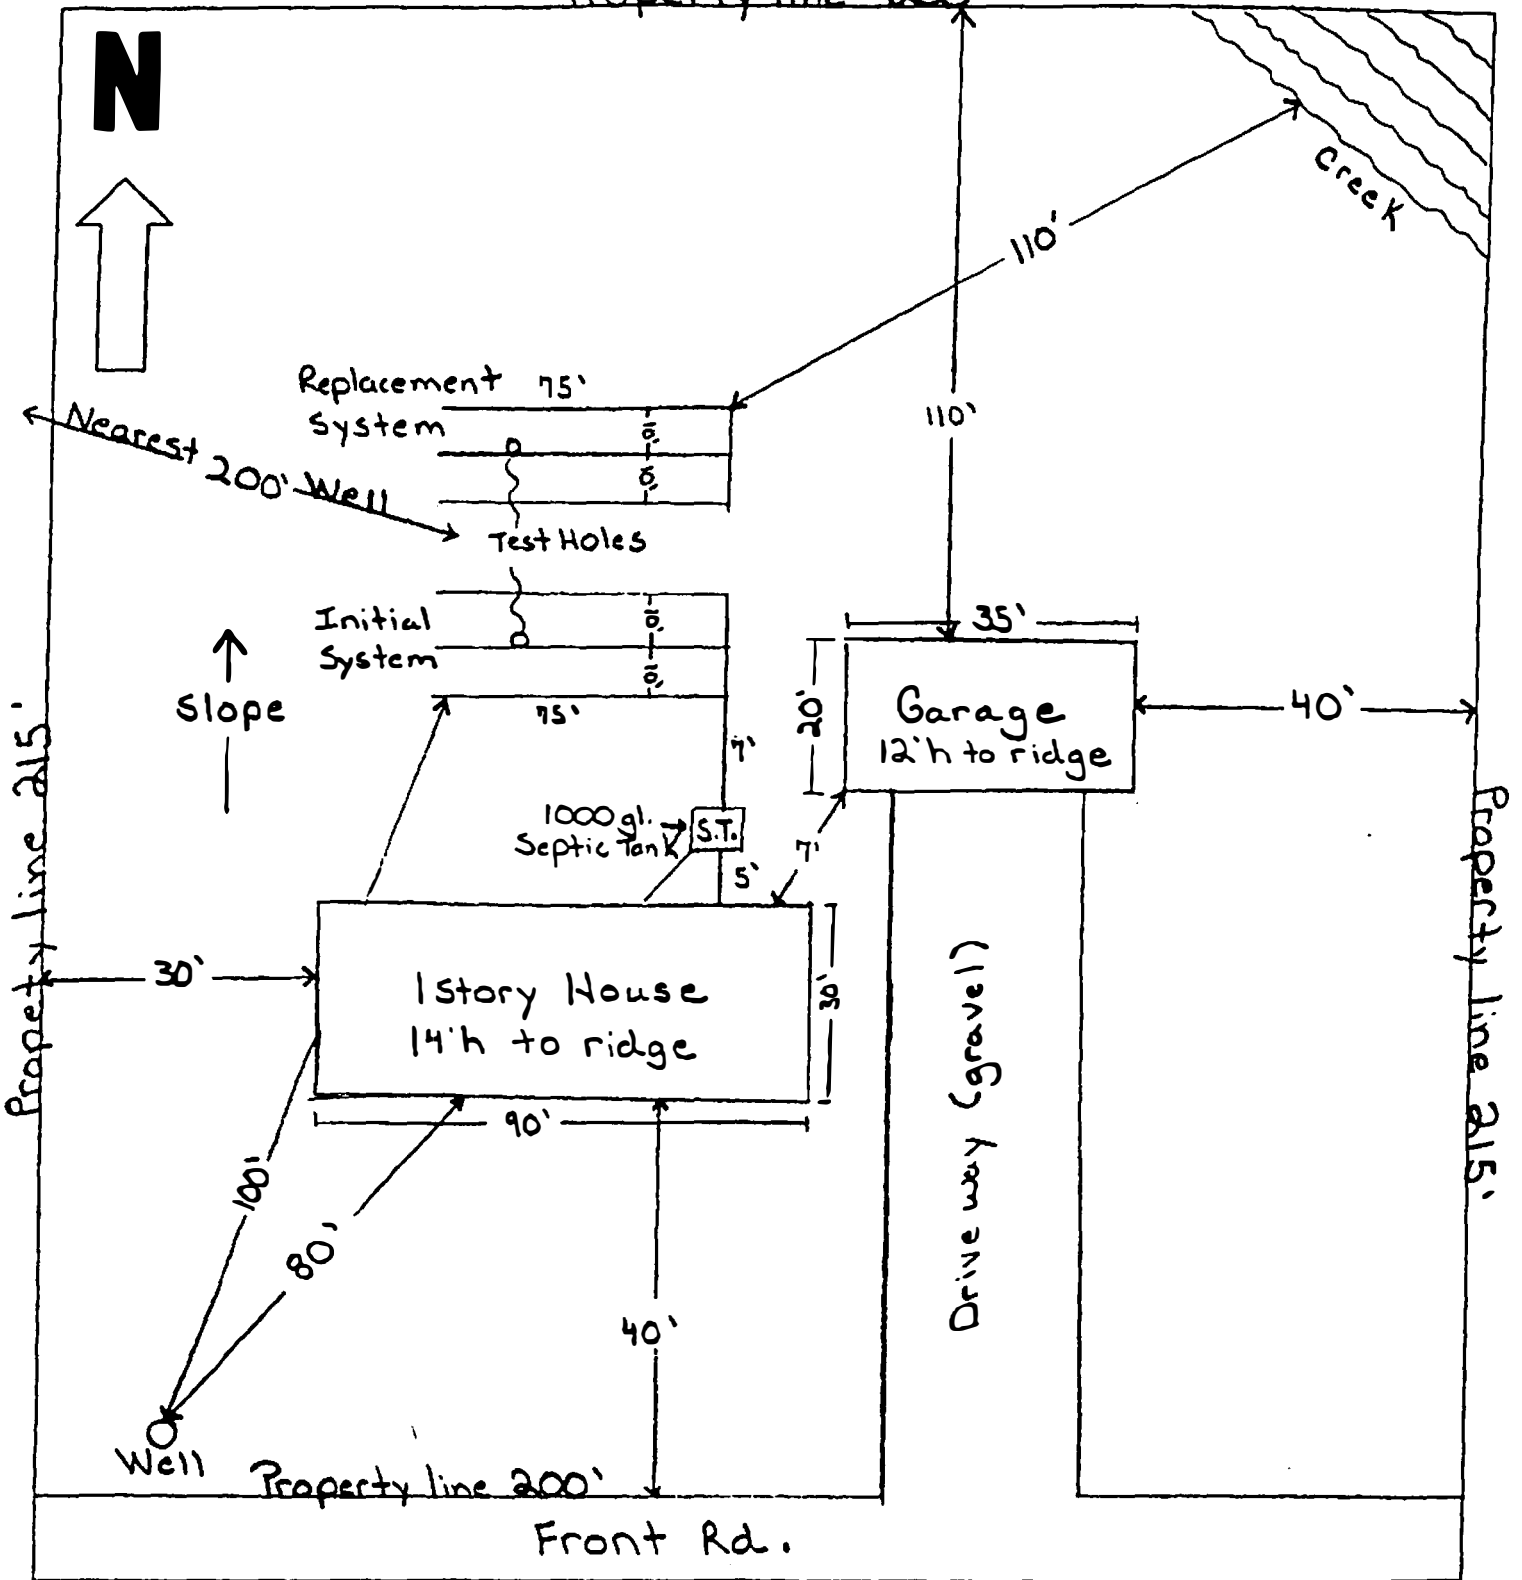 Property line
N
Creek
110'
Replacement 75'
System
10'
10'
110'
Nearest
200' Well
Test Holes
Initial
System
10'
10'
75'
35'
20'
Garage
12'h to ridge
40'
Slope
7'
1000 gl.
Septic Tank
S.T.
5'
7'
Propety line 215'
Property line 215'
30'
1 story House
14'h to ridge
30'
90'
Drive way (gravel)
100'
80'
40'
Well
Property line 200'
Front Rd.